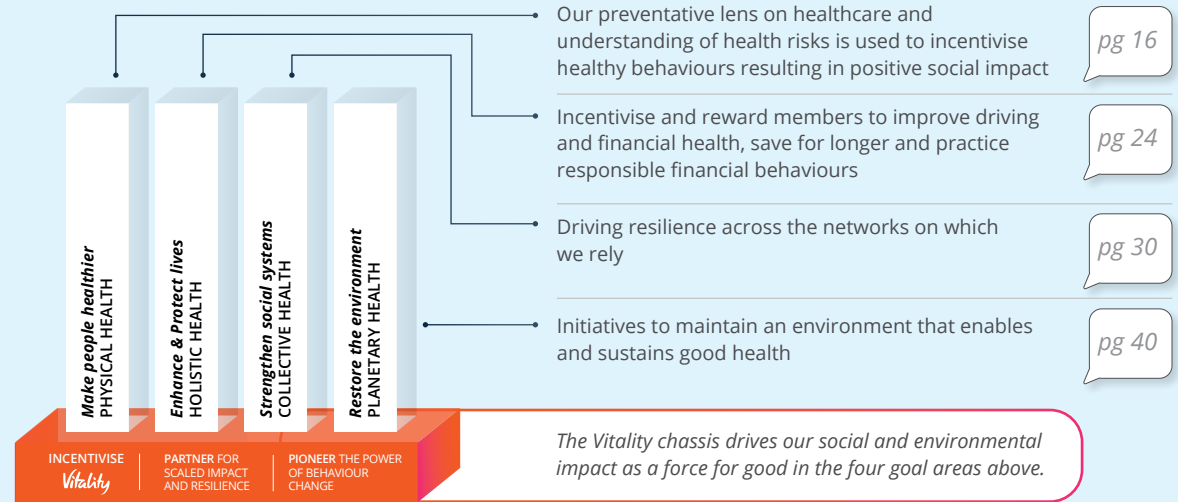 Our preventative lens on healthcare and
understanding of health risks is used to incentivise
healthy behaviours resulting in positive social impact
pg 16
Incentivise and reward members to improve driving
and financial health, save for longer and practice
responsible financial behaviours
pg 24
Driving resilience across the networks on which
we rely
pg 30
Initiatives to maintain an environment that enables
and sustains good health
pg 40
Make people healthier
PHYSICAL HEALTH
Enhance & Protect lives
HOLISTIC HEALTH
Strengthen social systems
COLLECTIVE HEALTH
Restore the environment
PLANETARY HEALTH
INCENTIVISE
Vitality
PARTNER FOR
SCALED IMPACT
AND RESILIENCE
PIONEER THE POWER
OF BEHAVIOUR
CHANGE
The Vitality chassis drives our social and environmental
impact as a force for good in the four goal areas above.